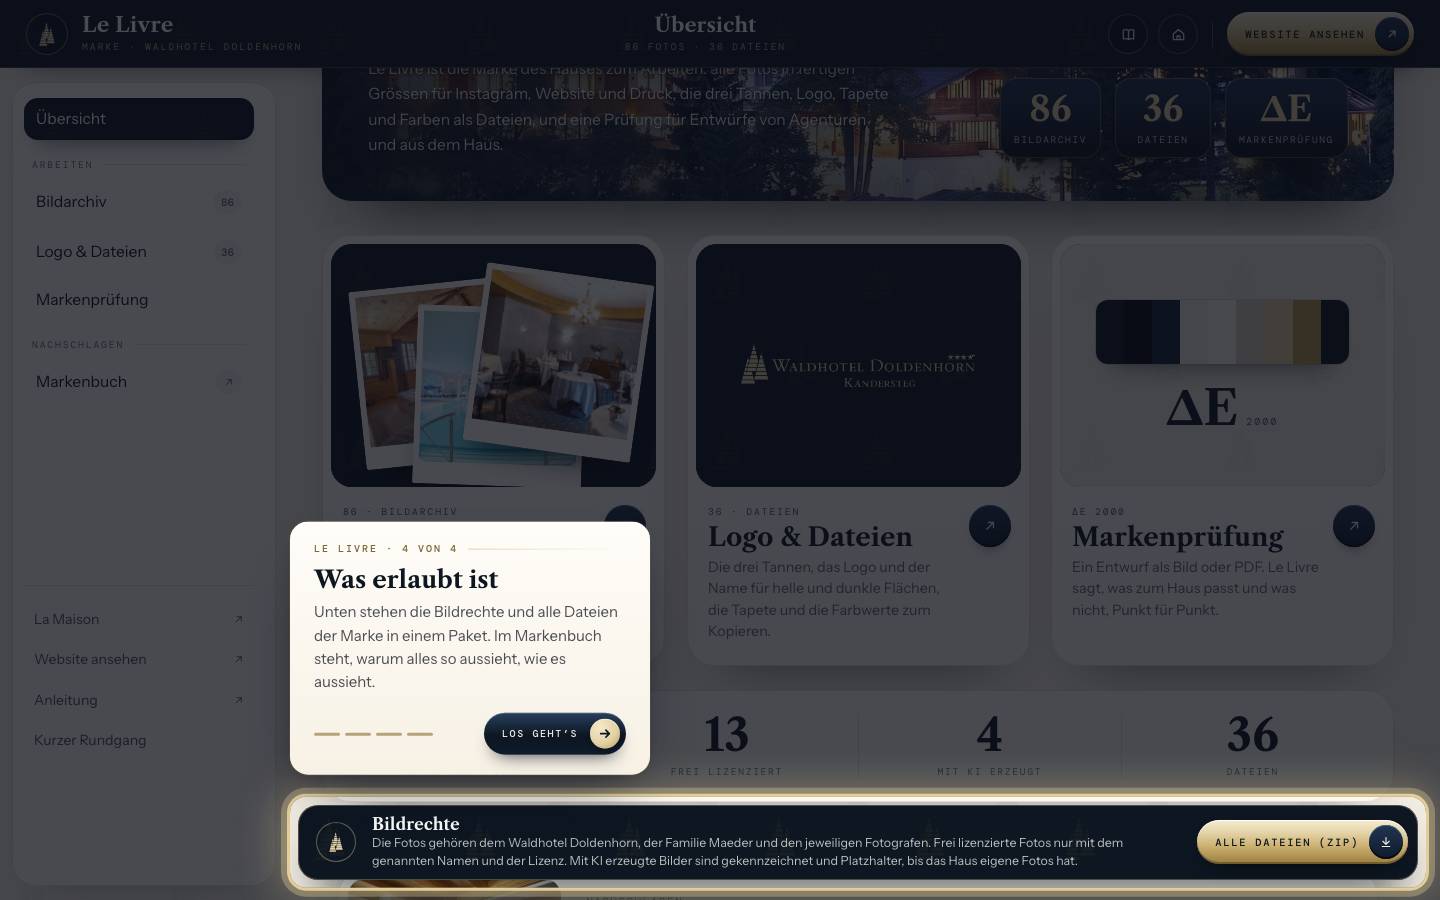 Le Livre
MARKE · WALDHOTEL DOLDENHORN
Übersicht
86 FOTOS · 36 DATEIEN
WEBSITE ANSEHEN
Übersicht
ARBEITEN
Bildarchiv
86
Logo & Dateien
36
Markenprüfung
NACHSCHLAGEN
Markenbuch
La Maison
Website ansehen
Anleitung
Kurzer Rundgang
Le Livre ist die Marke des Hauses zum Arbeiten: alle Fotos in fertigen
Grössen für Instagram, Website und Druck, die drei Tannen, Logo, Tapete
und Farben als Dateien, und eine Prüfung für Entwürfe von Agenturen
und aus dem Haus.
86
BILDARCHIV
36
DATEIEN
ΔE
MARKENPRÜFUNG
86 · BILDARCHIV
WALDHOTEL DOLDENHORN
KANDERSTEG
36 · DATEIEN
Logo & Dateien
Die drei Tannen, das Logo und der
Name für helle und dunkle Flächen,
die Tapete und die Farbwerte zum
Kopieren.
ΔE 2000
ΔE 2000
Markenprüfung
Ein Entwurf als Bild oder PDF. Le Livre
sagt, was zum Haus passt und was
nicht, Punkt für Punkt.
LE LIVRE · 4 VON 4
Was erlaubt ist
Unten stehen die Bildrechte und alle Dateien
der Marke in einem Paket. Im Markenbuch
steht, warum alles so aussieht, wie es
aussieht.
LOS GEHT’S
13
FREI LIZENZIERT
4
MIT KI ERZEUGT
36
DATEIEN
Bildrechte
Die Fotos gehören dem Waldhotel Doldenhorn, der Familie Maeder und den jeweiligen Fotografen. Frei lizenzierte Fotos nur mit dem
genannten Namen und der Lizenz. Mit KI erzeugte Bilder sind gekennzeichnet und Platzhalter, bis das Haus eigene Fotos hat.
ALLE DATEIEN (ZIP)